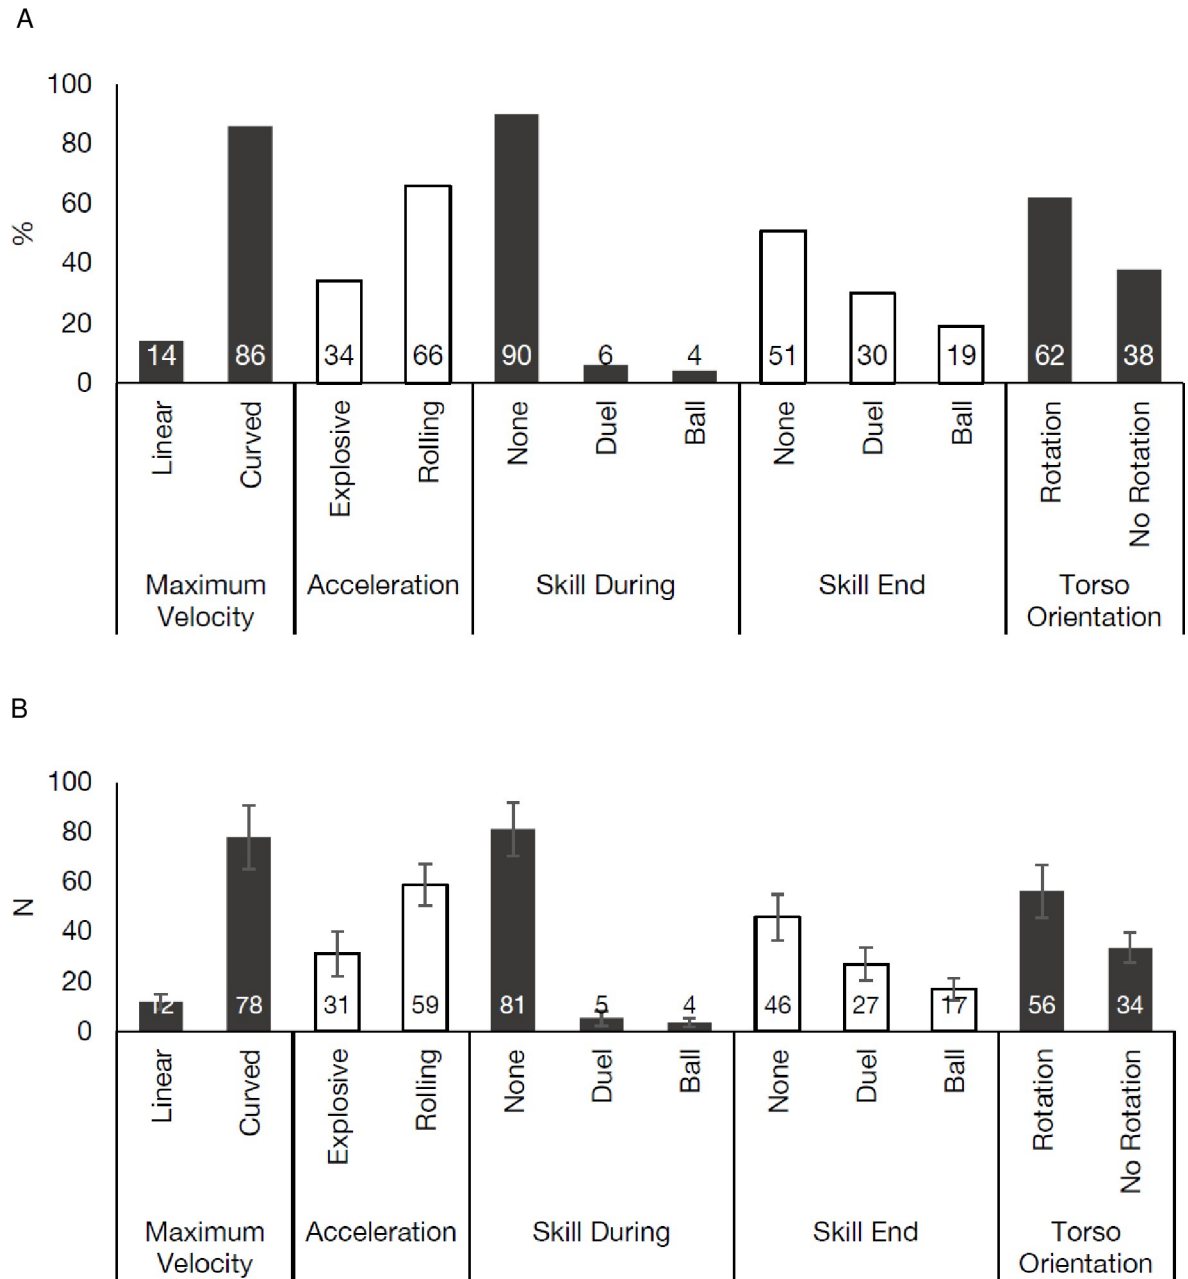 A
100
80
60
40
20
0
%
14
86
34
66
90
6
4
51
30
19
62
38
Linear
Curved
Explosive
Rolling
None
Duel
Ball
None
Duel
Ball
Rotation
No Rotation
Maximum
Velocity
Acceleration
Skill During
Skill End
Torso
Orientation
B
100
80
60
40
20
0
N
12
78
31
59
81
5
4
46
27
17
56
34
Linear
Curved
Explosive
Rolling
None
Duel
Ball
None
Duel
Ball
Rotation
No Rotation
Maximum
Velocity
Acceleration
Skill During
Skill End
Torso
Orientation